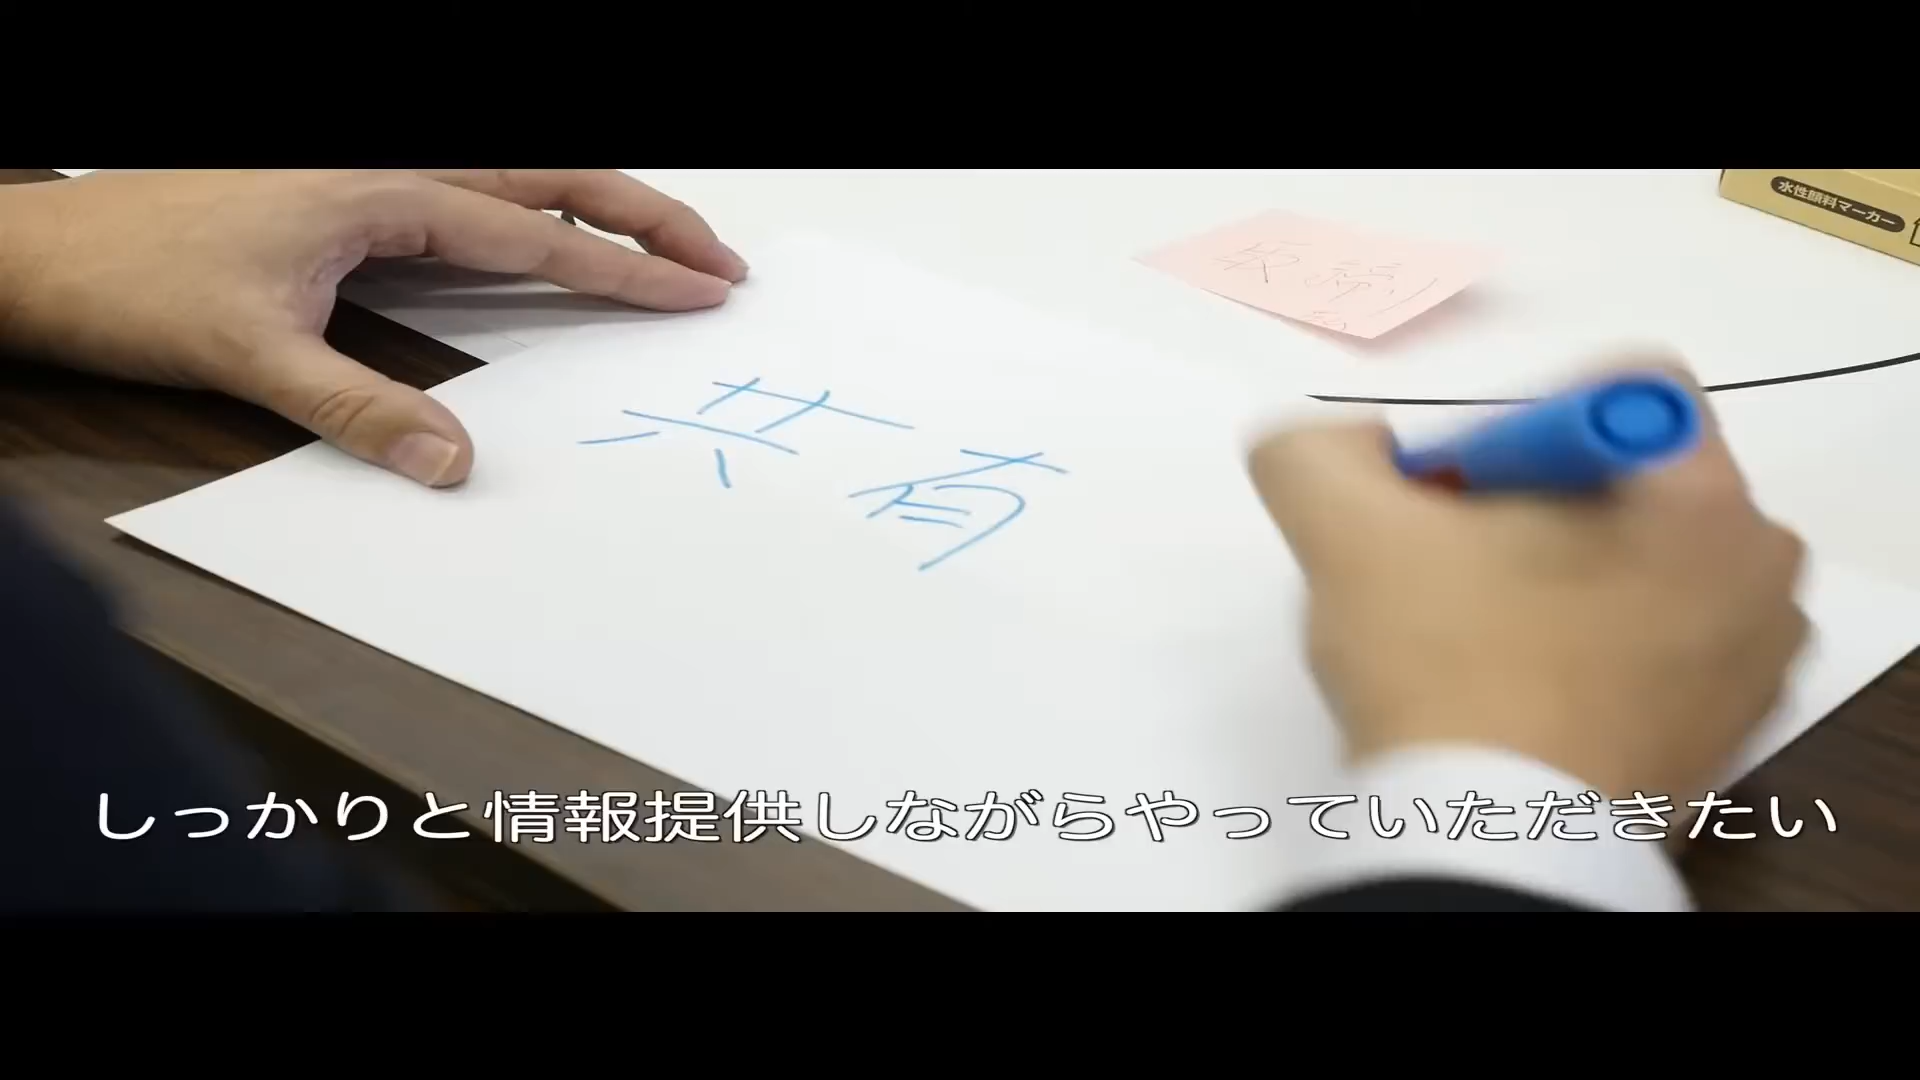 水性顔料マーカー
共有
しっかりと情報提供しながらやっていただきたい